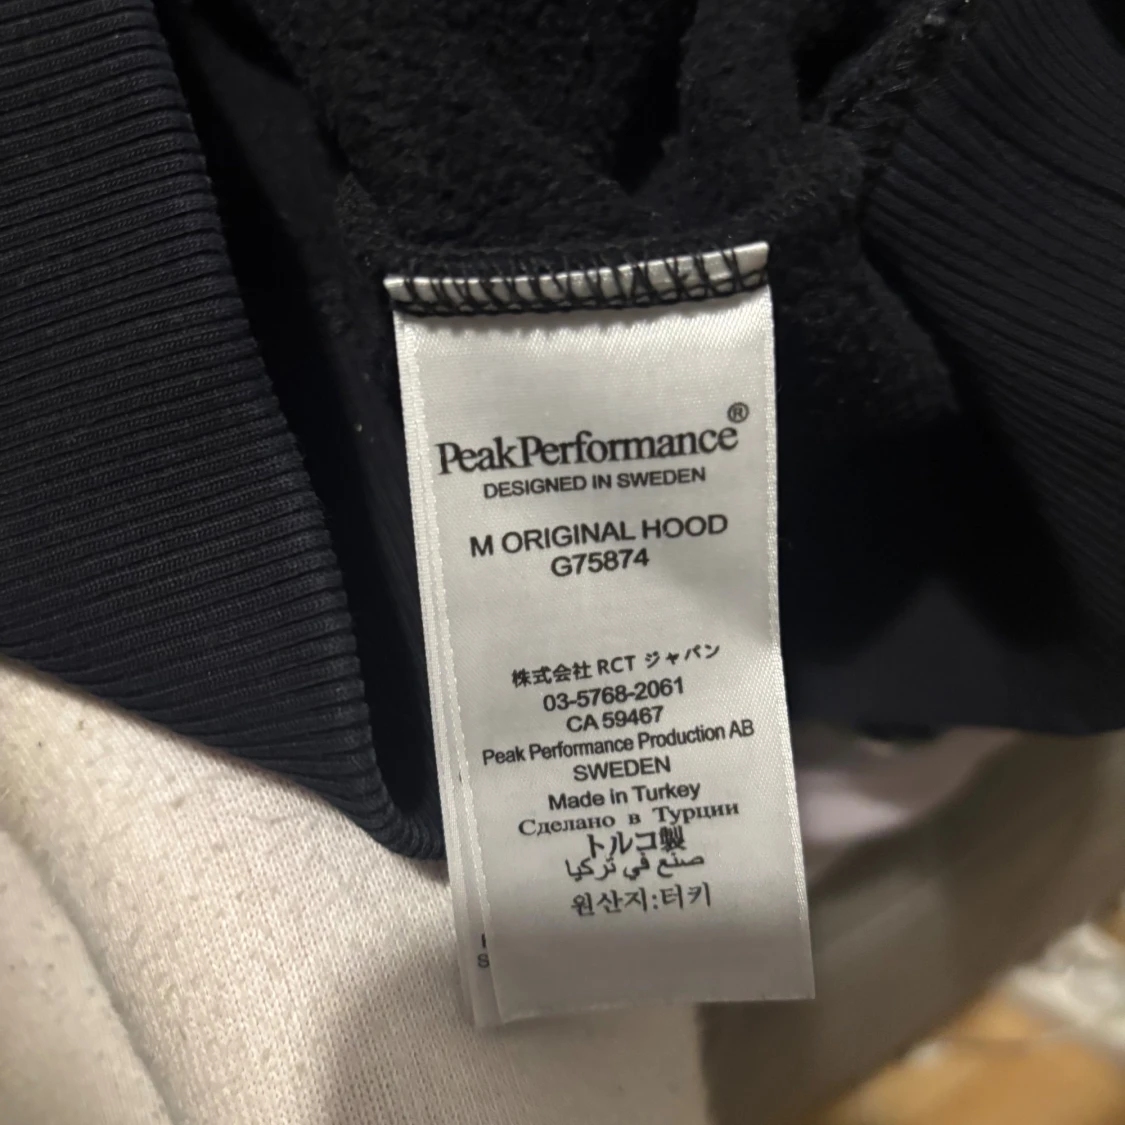 PeakPerformance®
DESIGNED IN SWEDEN
M ORIGINAL HOOD
G75874
株式会社 RCT ジャパン
03-5768-2061
CA 59467
Peak Performance Production AB
SWEDEN
Made in Turkey
Сделано в Турции
トルコ製
صنع في تركيا
원산지:터키